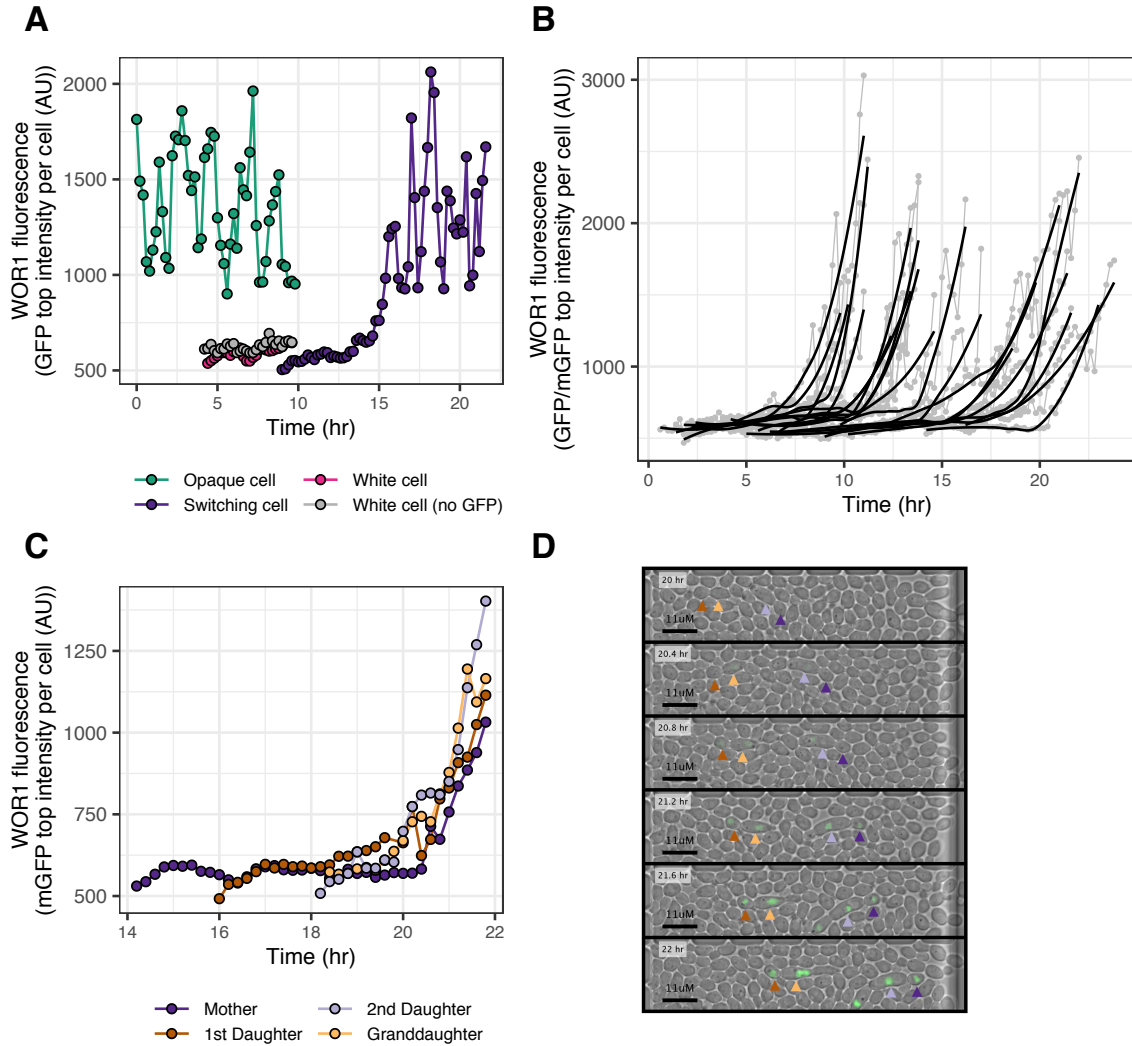 A
WOR1 fluorescence
(GFP top intensity per cell (AU))
2000
1500
1000
500
0
5
10
15
20
Time (hr)
Opaque cell
White cell
Switching cell
White cell (no GFP)
B
WOR1 fluorescence
(GFP/mGFP top intensity per cell (AU))
3000
2000
1000
0
5
10
15
20
Time (hr)
C
WOR1 fluorescence
(mGFP top intensity per cell (AU))
1250
1000
750
500
14
16
18
20
22
Time (hr)
Mother
2nd Daughter
1st Daughter
Granddaughter
D
20 hr
11uM
20.4 hr
11uM
20.8 hr
11uM
21.2 hr
11uM
21.6 hr
11uM
22 hr
11uM